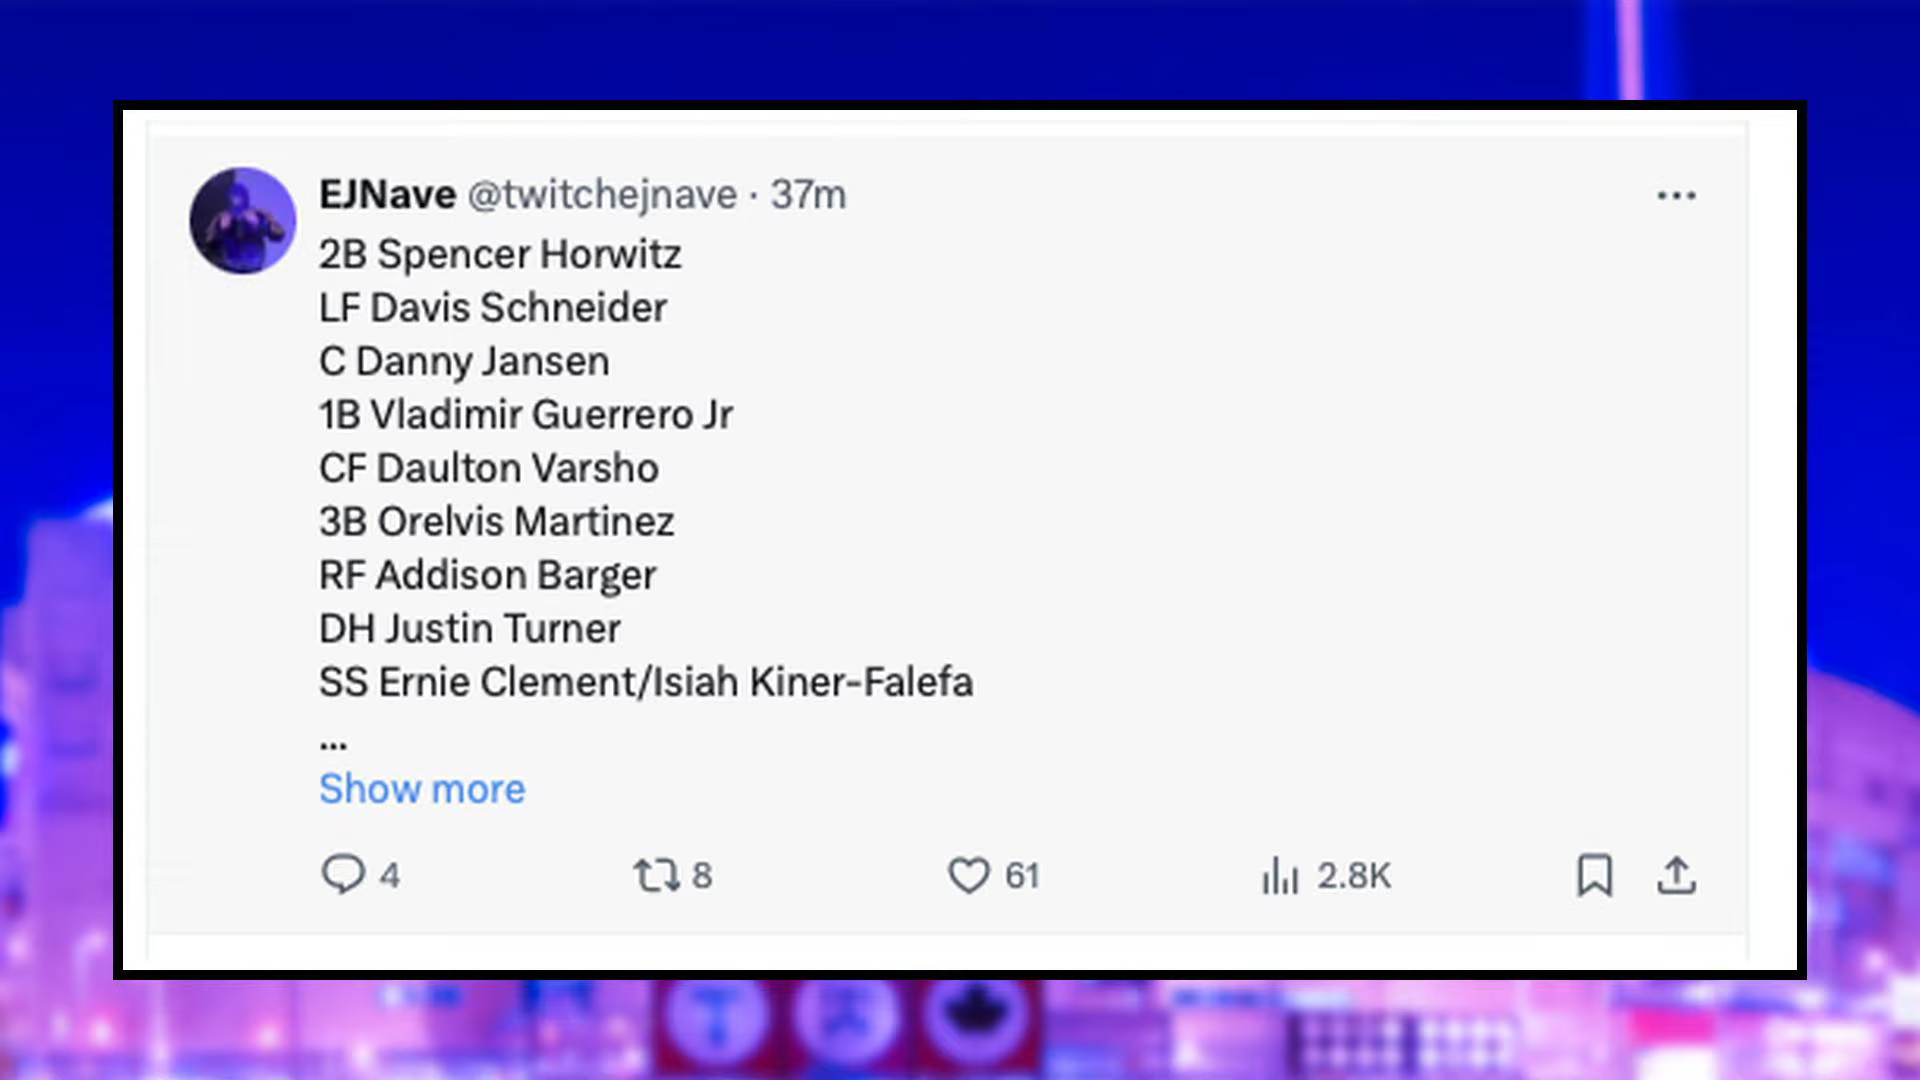 EJNave @twitchejnave · 37m
2B Spencer Horwitz
LF Davis Schneider
C Danny Jansen
1B Vladimir Guerrero Jr
CF Daulton Varsho
3B Orelvis Martinez
RF Addison Barger
DH Justin Turner
SS Ernie Clement/Isiah Kiner-Falefa
...
Show more
4 8 61 2.8K